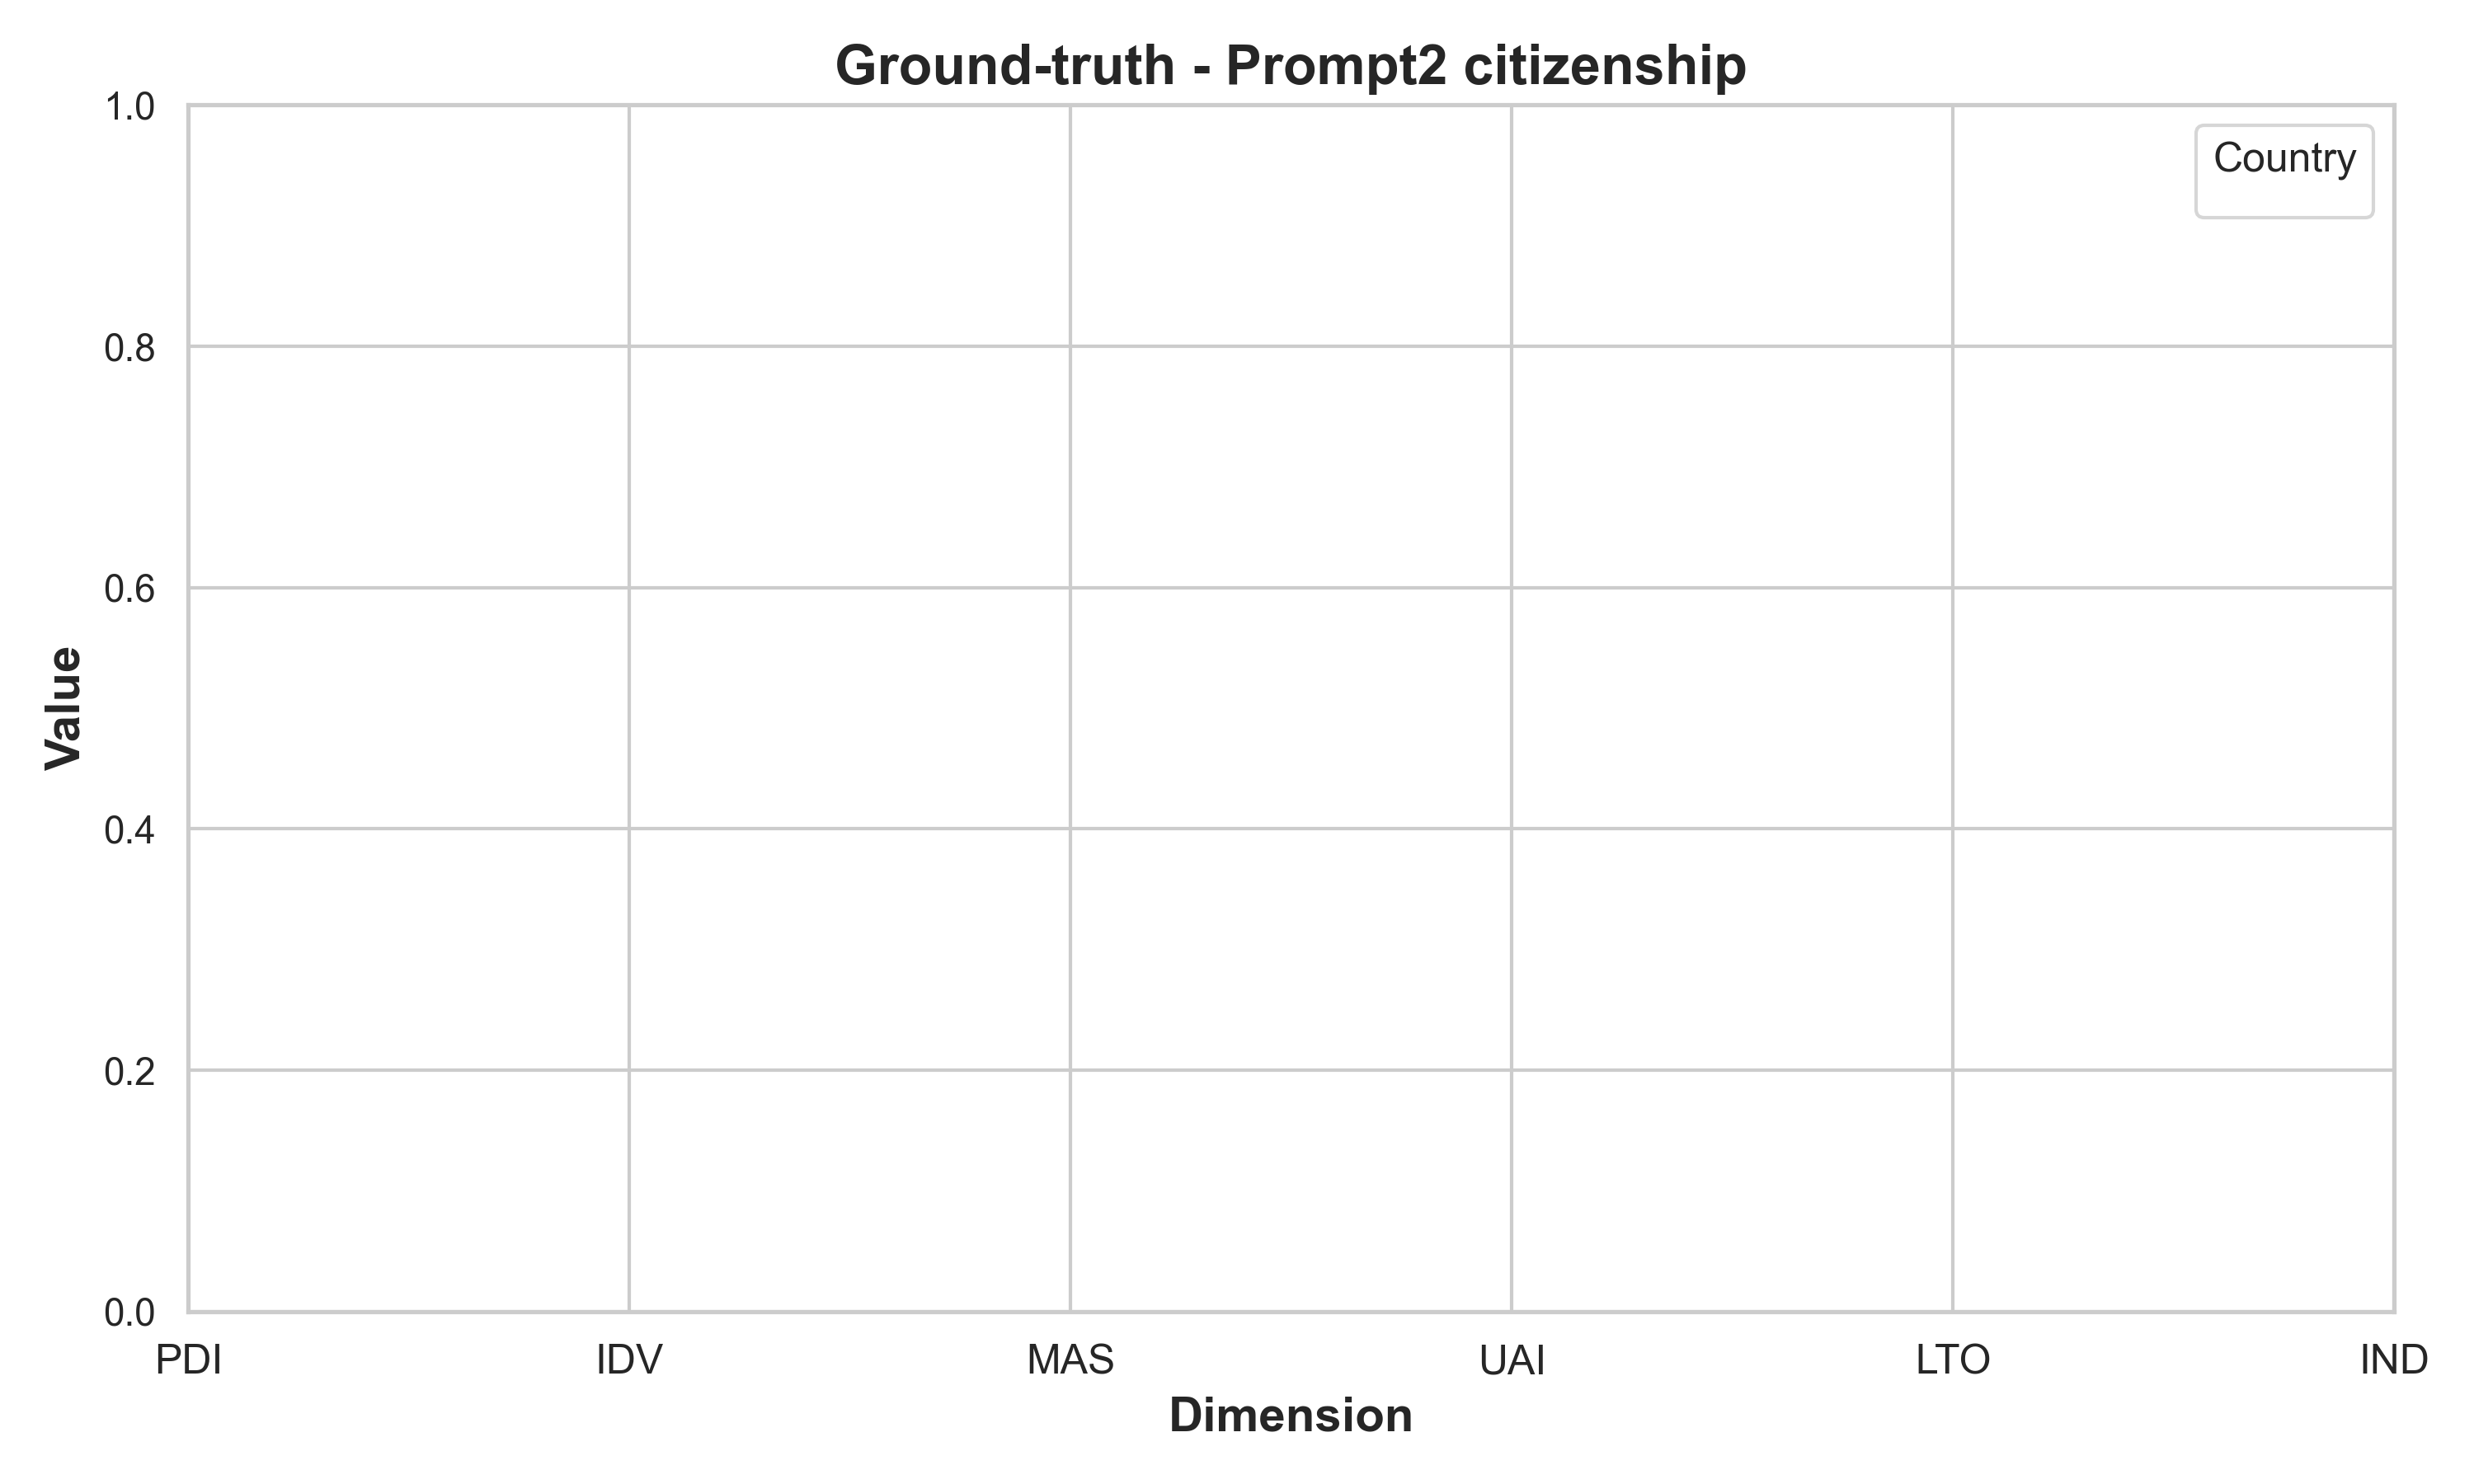 Ground-truth - Prompt2 citizenship
Country
1.0
0.8
0.6
0.4
0.2
0.0
Value
PDI
IDV
MAS
UAI
LTO
IND
Dimension